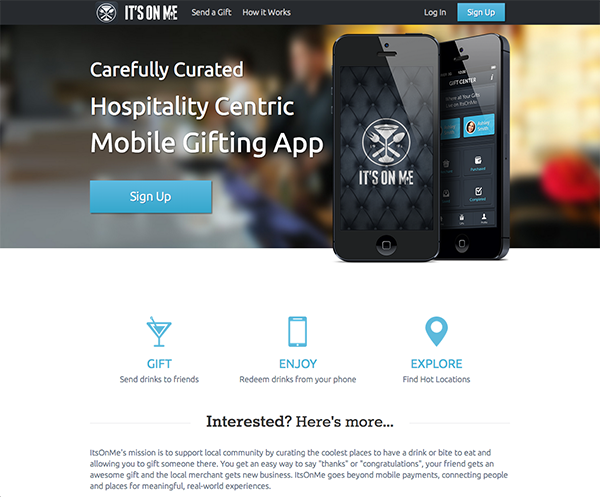 IT'S ON ME
Send a Gift
How it Works
Log In
Sign Up
Carefully Curated
Hospitality Centric
Mobile Gifting App
Sign Up
IT'S ON ME
GIFT CENTER
Purchased
Completed
GIFT
Send drinks to friends
ENJOY
Redeem drinks from your phone
EXPLORE
Find Hot Locations
Interested? Here's more...
ItsOnMe's mission is to support local community by curating the coolest places to have a drink or bite to eat and
allowing you to gift someone there. You get an easy way to say "thanks" or "congratulations", your friend gets an
awesome gift and the local merchant gets new business. ItsOnMe goes beyond mobile payments, connecting people
and places for meaningful, real-world experiences.